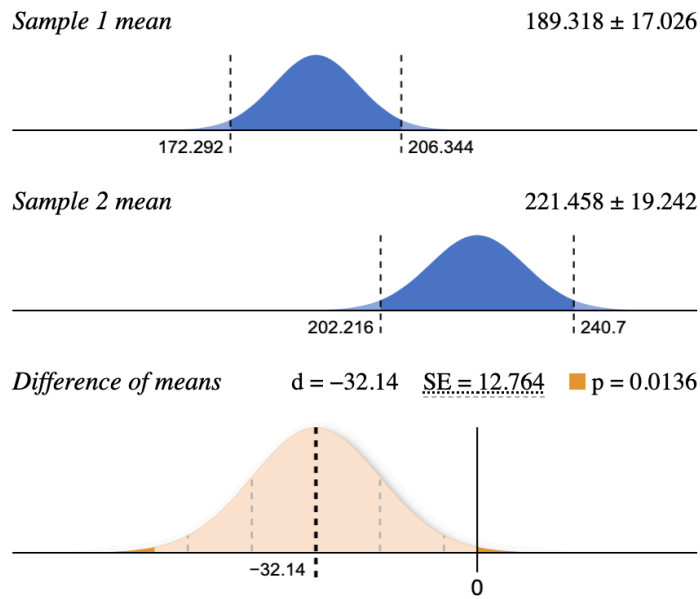 Sample 1 mean 189.318 ± 17.026
172.292 206.344
Sample 2 mean 221.458 ± 19.242
202.216 240.7
Difference of means d = −32.14 SE = 12.764 p = 0.0136
−32.14
0